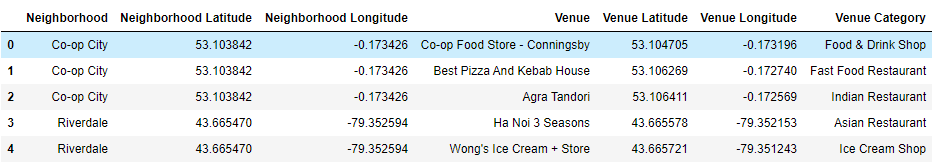 Neighborhood Neighborhood Latitude Neighborhood Longitude Venue Venue Latitude Venue Longitude Venue Category
0 Co-op City 53.103842 -0.173426 Co-op Food Store - Conningsby 53.104705 -0.173196 Food & Drink Shop
1 Co-op City 53.103842 -0.173426 Best Pizza And Kebab House 53.106269 -0.172740 Fast Food Restaurant
2 Co-op City 53.103842 -0.173426 Agra Tandori 53.106411 -0.172569 Indian Restaurant
3 Riverdale 43.665470 -79.352594 Ha Noi 3 Seasons 43.665578 -79.352153 Asian Restaurant
4 Riverdale 43.665470 -79.352594 Wong's Ice Cream + Store 43.665721 -79.351243 Ice Cream Shop